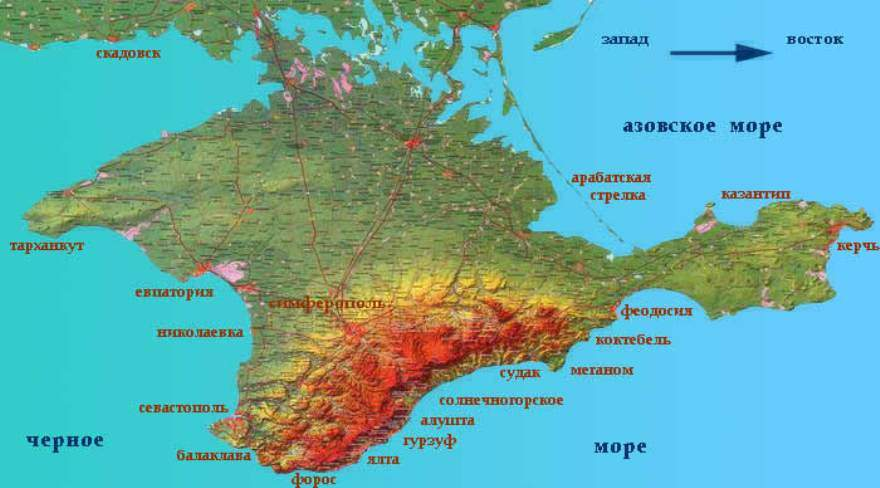 запад
восток
скадовск
азовское море
арабатская
стрелка
казантип
тарханкут
керчь
евпатория
симферополь
феодосия
николаевка
коктебель
судак
меганом
солнечногорское
севастополь
алушта
гурзуф
черное
море
балаклава
ялта
форос